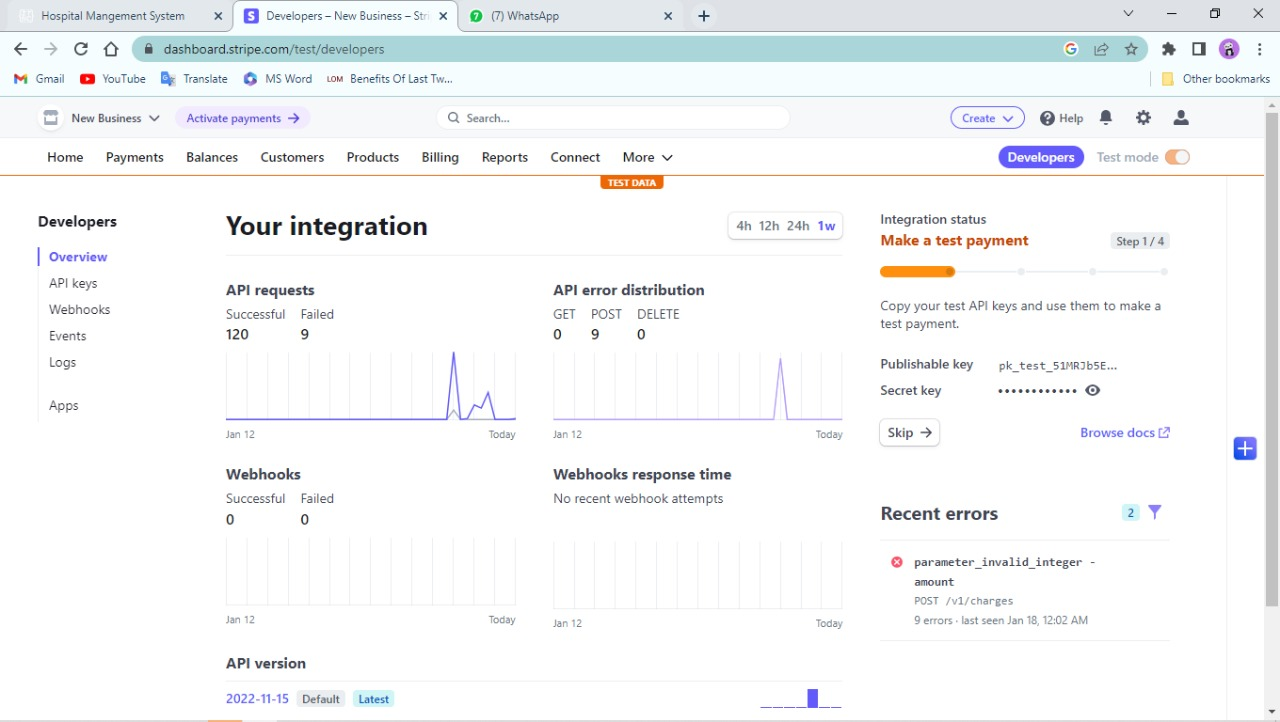 Hospital Mangement System
Developers – New Business – Stri
(7) WhatsApp
dashboard.stripe.com/test/developers
Gmail
YouTube
Translate
MS Word
LOM Benefits Of Last Tw...
Other bookmarks
New Business
Activate payments
Search...
Create
Help
Home
Payments
Balances
Customers
Products
Billing
Reports
Connect
More
Developers
Test mode
TEST DATA
Developers
Overview
API keys
Webhooks
Events
Logs
Apps
Your integration
4h 12h 24h 1w
API requests
Successful Failed
120 9
Jan 12 Today
API error distribution
GET POST DELETE
0 9 0
Jan 12 Today
Webhooks
Successful Failed
0 0
Jan 12 Today
Webhooks response time
No recent webhook attempts
Jan 12 Today
API version
2022-11-15 Default Latest
Integration status
Make a test payment
Step 1 / 4
Copy your test API keys and use them to make a
test payment.
Publishable key pk_test_51MRJb5E...
Secret key ••••••••••••
Skip
Browse docs
Recent errors
2
parameter_invalid_integer -
amount
POST /v1/charges
9 errors · last seen Jan 18, 12:02 AM